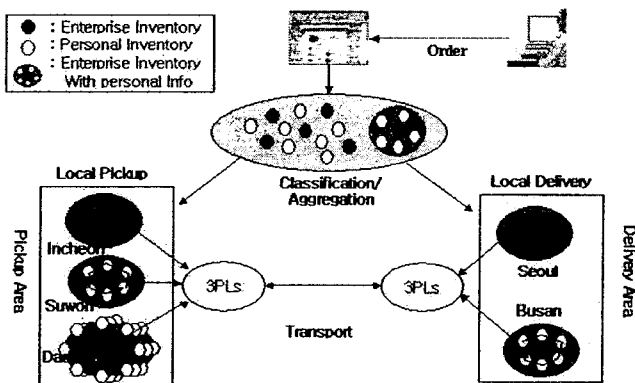 : Enterprise Inventory
: Personal Inventory
: Enterprise Inventory
With personal Info
Order
Classification/
Aggregation
Local Pickup
Local Delivery
Pickup Area
Incheon
Suwon
3PLs
3PLs
Transport
Seoul
Busan
Delivery Area